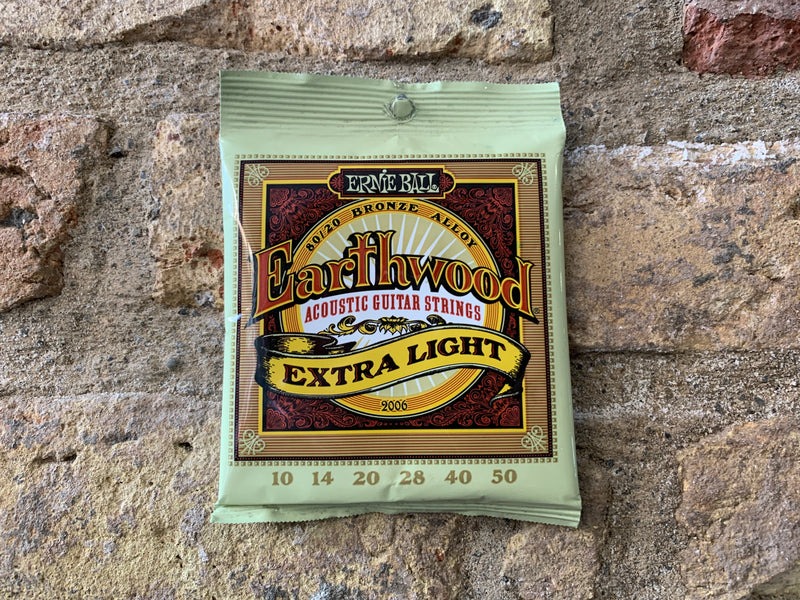 ERNIE BALL
80/20 BRONZE ALLOY
Earthwood
ACOUSTIC GUITAR STRINGS
EXTRA LIGHT
2006
10 14 20 28 40 50